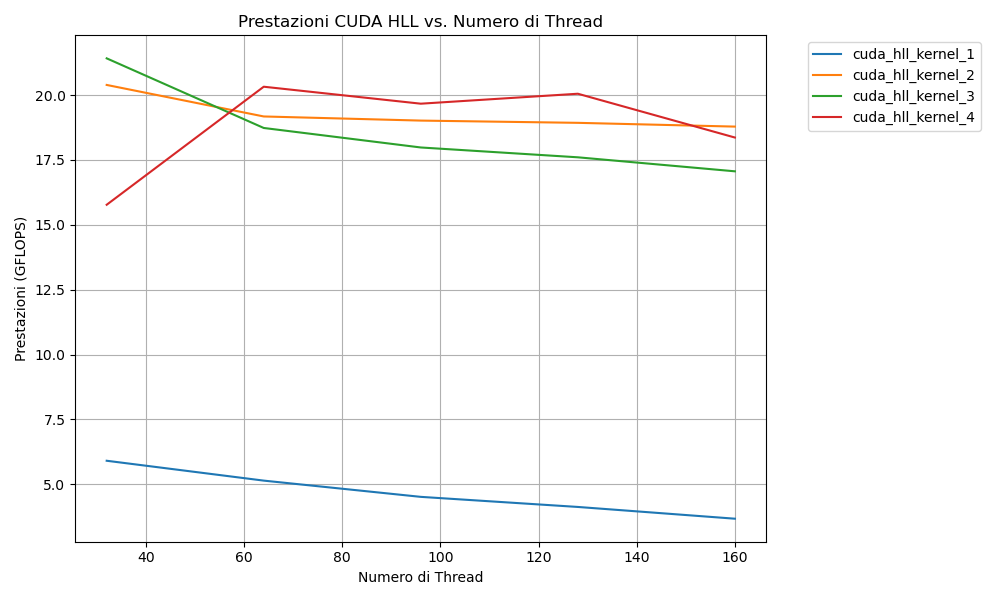 Prestazioni CUDA HLL vs. Numero di Thread
cuda_hll_kernel_1
cuda_hll_kernel_2
cuda_hll_kernel_3
cuda_hll_kernel_4
Prestazioni (GFLOPS)
20.0
17.5
15.0
12.5
10.0
7.5
5.0
40 60 80 100 120 140 160
Numero di Thread